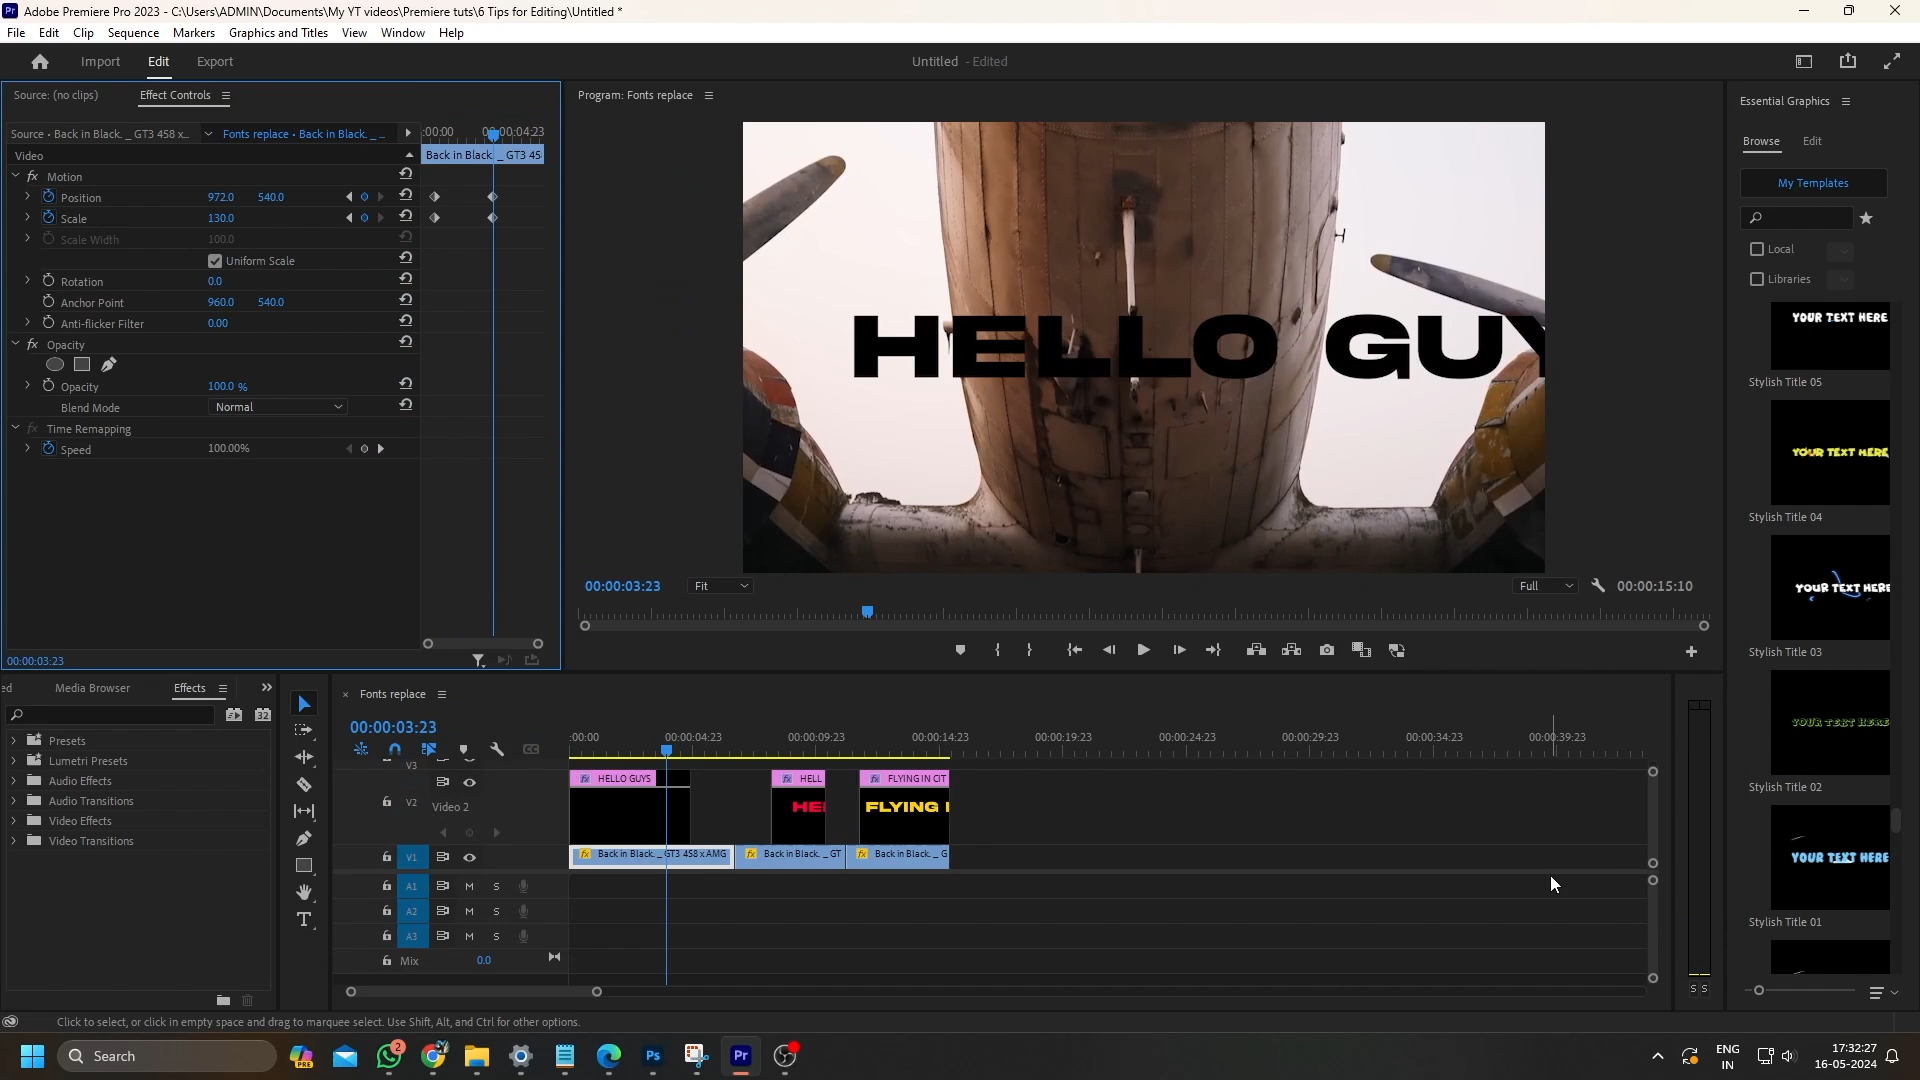 Adobe Premiere Pro 2023 - C:\Users\ADMIN\Documents\My YT videos\Premiere tuts\6 Tips for Editing\Untitled *
File Edit Clip Sequence Markers Graphics and Titles View Window Help
Import Edit Export
Untitled - Edited
Source: (no clips) Effect Controls
Program: Fonts replace
Essential Graphics
Source • Back in Black. _ GT3 458 x... Fonts replace • Back in Black. _ ...
:00:00 00:00:04:23
Browse Edit
Video
Back in Black. _ GT3 45
Motion
My Templates
Position 972.0 540.0
Scale 130.0
Scale Width 100.0
Local
Uniform Scale
Libraries
Rotation 0.0
Anchor Point 960.0 540.0
YOUR TEXT HERE
Anti-flicker Filter 0.00
HELLO GUY
Opacity
Stylish Title 05
Opacity 100.0 %
Blend Mode Normal
Time Remapping
Speed 100.00%
YOUR TEXT HERE
Stylish Title 04
00:00:03:23 Fit Full 00:00:15:10
YOUR TEXT HERE
Stylish Title 03
00:00:03:23
ed Media Browser Effects
Fonts replace
32
YOUR TEXT HERE
00:00:03:23
:00:00 00:00:04:23 00:00:09:23 00:00:14:23 00:00:19:23 00:00:24:23 00:00:29:23 00:00:34:23 00:00:39:23
Presets
Lumetri Presets
Audio Effects
Audio Transitions
Video Effects
Video Transitions
V3
HELLO GUYS HELL FLYING IN CIT
Stylish Title 02
V2 Video 2
HE FLYING I
V1 Back in Black. _ GT3 458 x AMG Back in Black. _ GT Back in Black. _ G
YOUR TEXT HERE
A1 M S
A2 M S
A3 M S
Stylish Title 01
Mix 0.0
S S
Click to select, or click in empty space and drag to marquee select. Use Shift, Alt, and Ctrl for other options.
Search
PRE
2
Ps
Pr
ENG
IN
17:32:27
16-05-2024